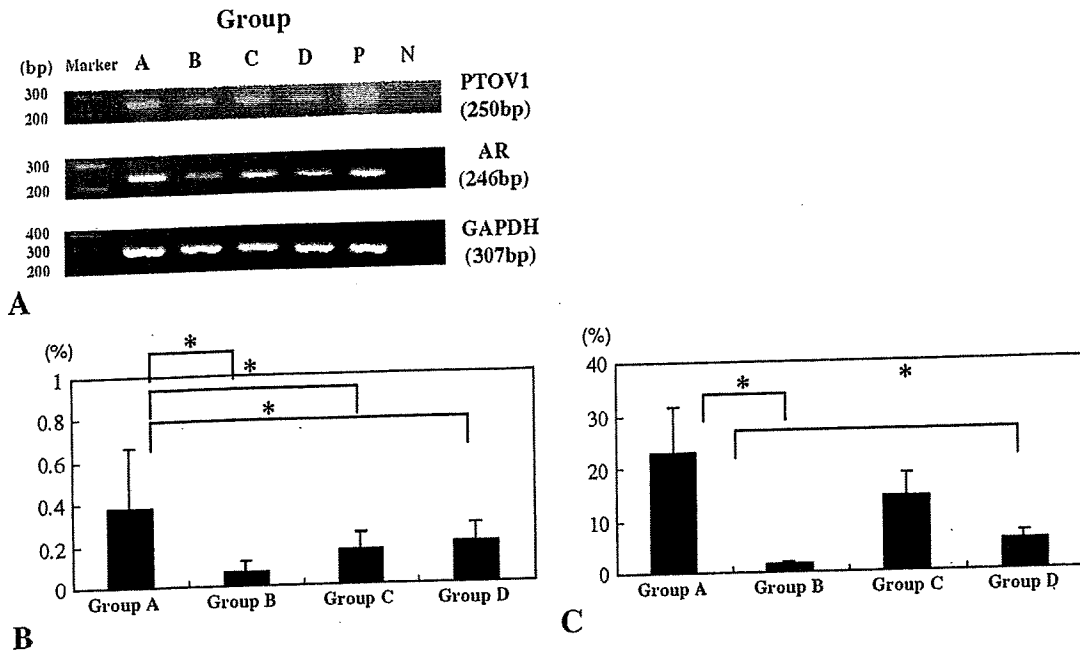 Group
(bp) Marker A B C D P N
300
200
PTOV1
(250bp)
300
200
AR
(246bp)
400
300
200
GAPDH
(307bp)
A
(%)
*
*
*
1
0.8
0.6
0.4
0.2
0
Group A Group B Group C Group D
B
(%)
*
*
40
30
20
10
0
Group A Group B Group C Group D
C